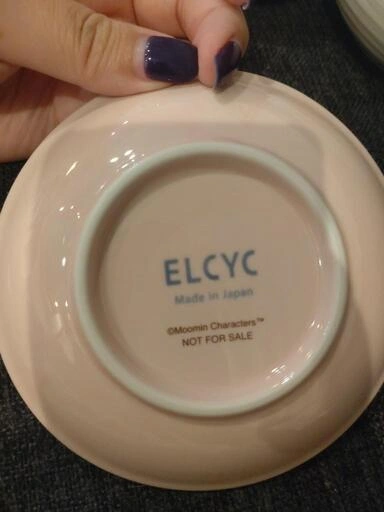 ELCYC
Made in Japan
©Moomin Characters™
NOT FOR SALE